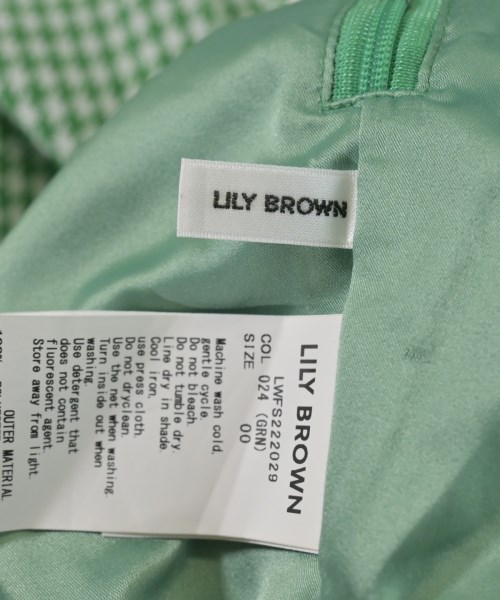 LILY BROWN
LILY BROWN
LWFS222029
COL 024 (GRN)
SIZE 00
Machine wash cold,
gentle cycle.
Do not bleach.
Do not tumble dry.
Line dry in shade.
Cool iron.
use press cloth.
Do not dryclean.
Use the net when washing.
Turn inside out when
washing.
Use detergent that
does not contain
fluorescent agent.
Store away from light.
OUTER MATERIAL
100%